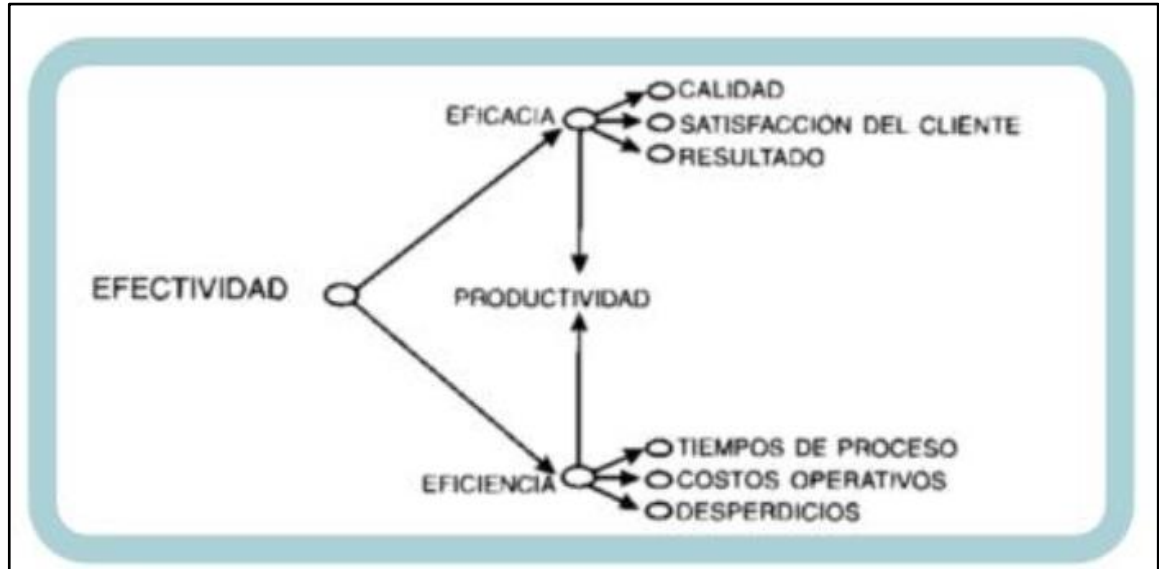 EFICACIA
CALIDAD
SATISFACCIÓN DEL CLIENTE
RESULTADO
EFECTIVIDAD
PRODUCTIVIDAD
EFICIENCIA
TIEMPOS DE PROCESO
COSTOS OPERATIVOS
DESPERDICIOS